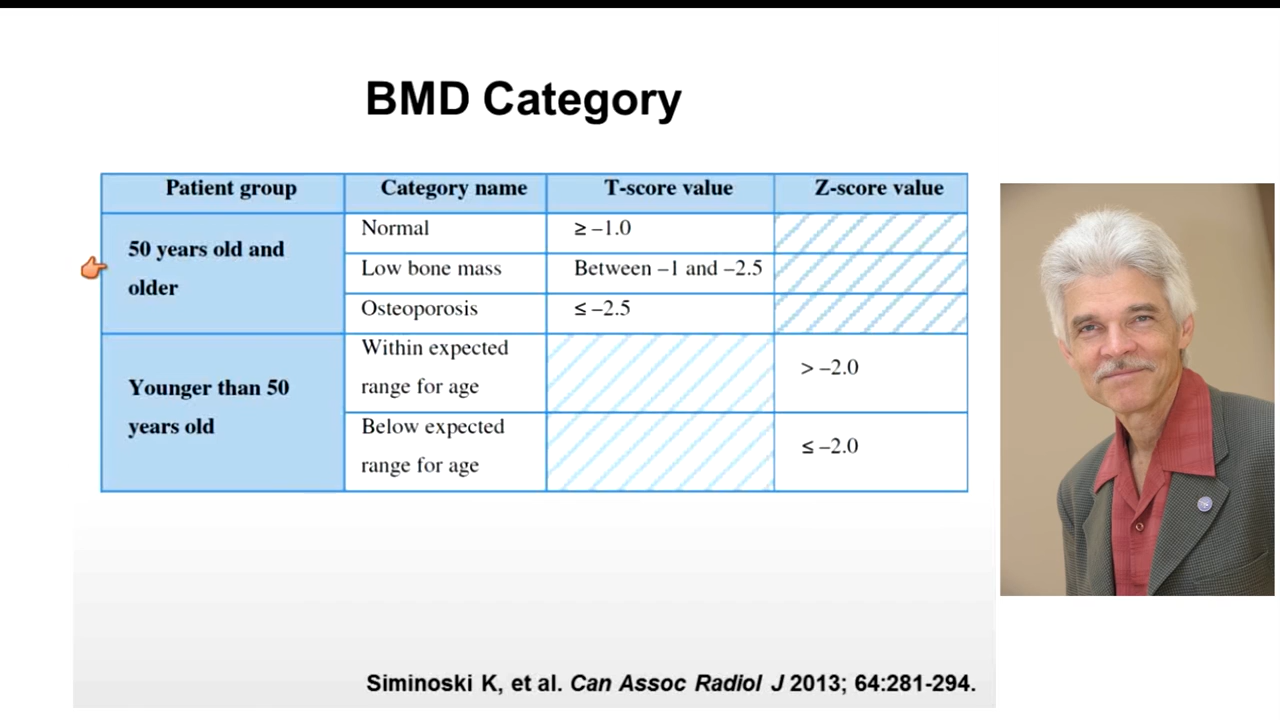 BMD Category
Patient group Category name T-score value Z-score value
50 years old and
older
Normal ≥ –1.0
Low bone mass Between –1 and –2.5
Osteoporosis ≤ –2.5
Younger than 50
years old
Within expected
range for age
> –2.0
Below expected
range for age
≤ –2.0
Siminoski K, et al. Can Assoc Radiol J 2013; 64:281-294.